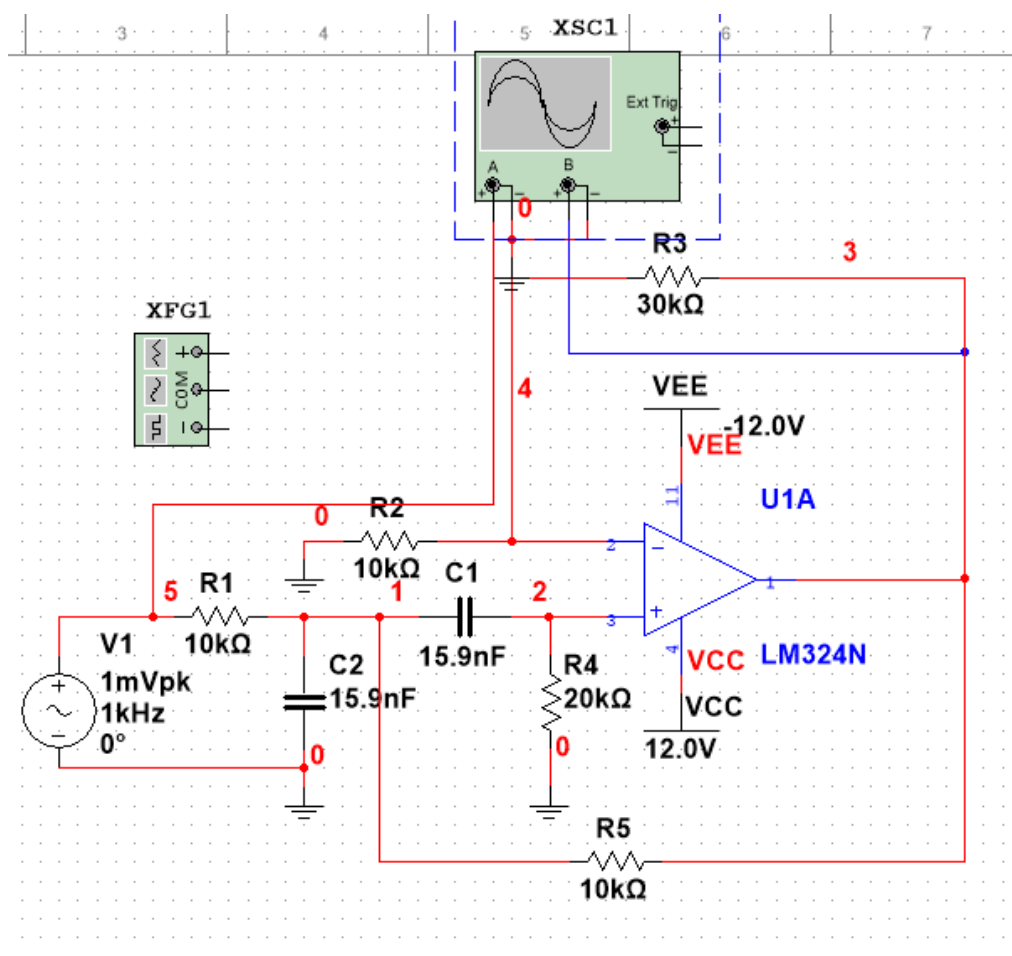 3 4 5 6 7
XSC1
Ext Trig
+
−
A B
+ − + −
0
R3
3
30kΩ
XFG1
+
COM
−
4
VEE
-12.0V
VEE
11
U1A
0
R2
2
10kΩ
−
1
5
R1
1
C1
2
+
3
10kΩ
15.9nF
4
VCC
LM324N
V1
1mVpk
1kHz
0°
+
−
C2
15.9nF
0
R4
20kΩ
0
VCC
12.0V
R5
10kΩ